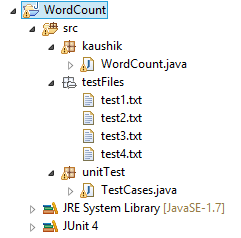 WordCount
src
kaushik
WordCount.java
testFiles
test1.txt
test2.txt
test3.txt
test4.txt
unitTest
TestCases.java
JRE System Library [JavaSE-1.7]
JUnit 4